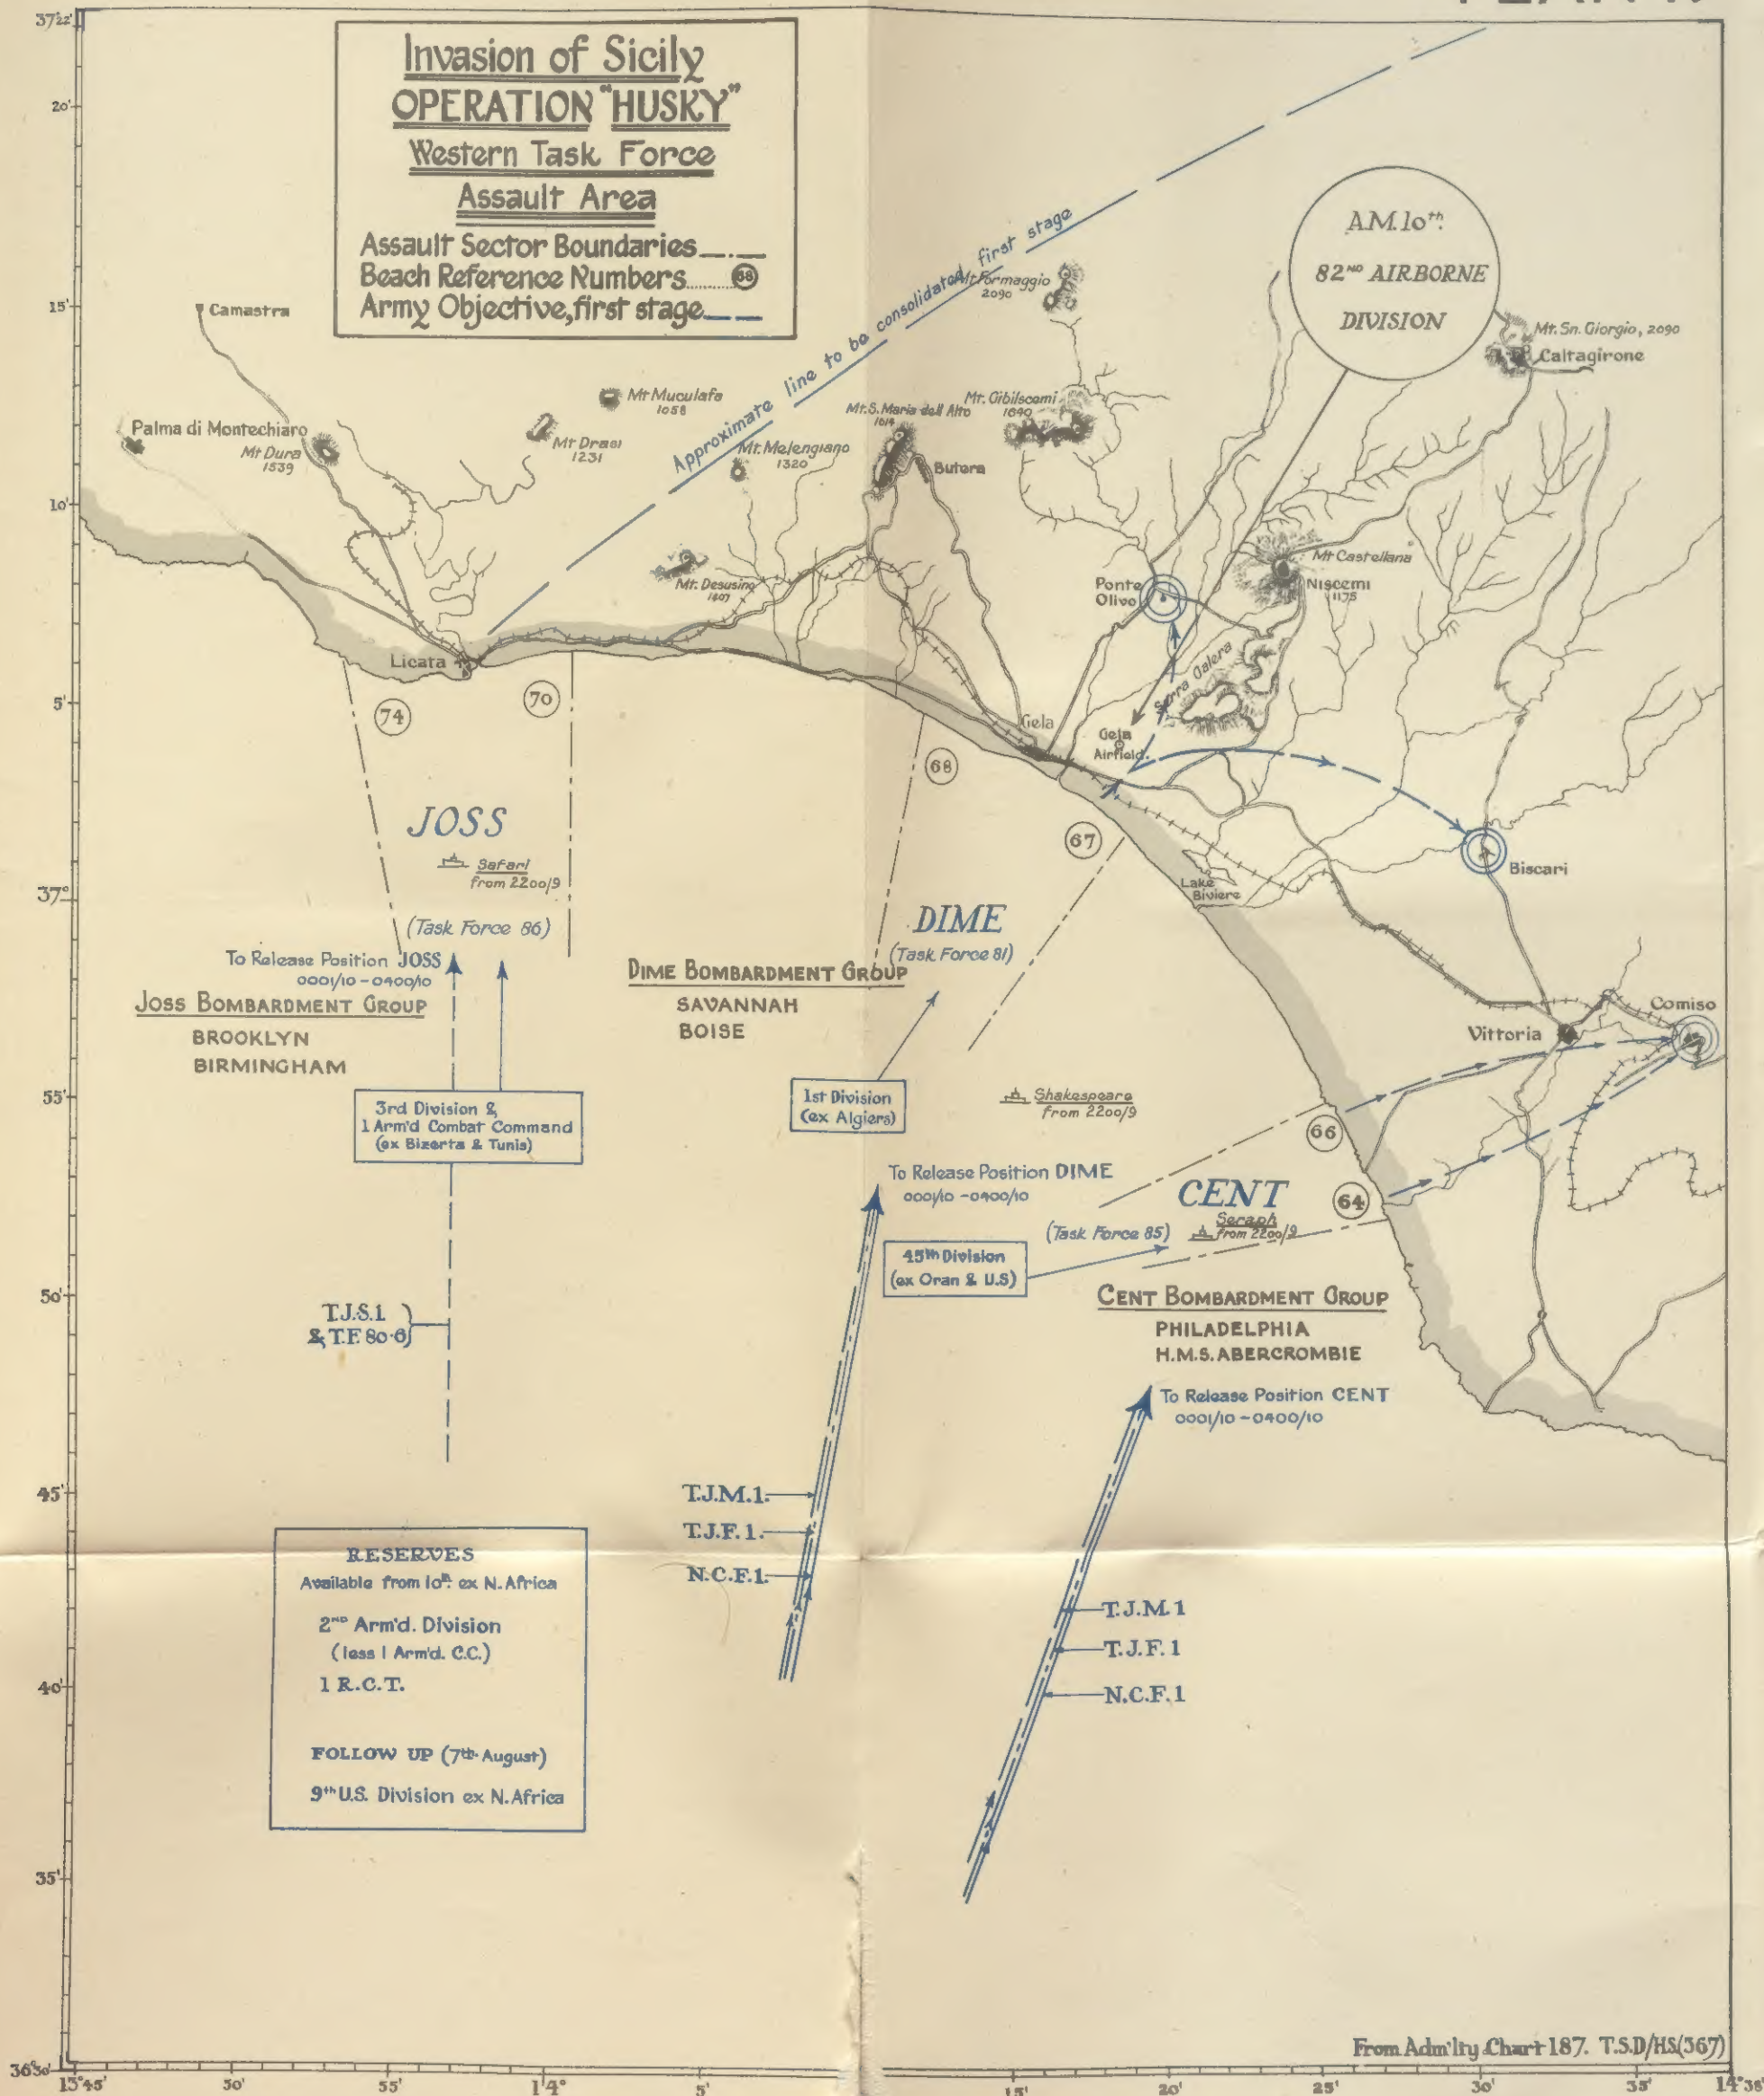 Invasion of Sicily
OPERATION "HUSKY"
Western Task Force
Assault Area
Assault Sector Boundaries
Beach Reference Numbers 68
Army Objective, first stage
37°22'
20'
15'
10'
5'
37°
55'
50'
45'
40'
35'
36°30'
Approximate line to be consolidated, first stage
A.M.10th.
82ND AIRBORNE
DIVISION
Camastra
Palma di Montechiaro
Mt Dura
1539
Mt Muculafa
1058
Mt Drasi
1231
Mt. Melengiano
1320
Mt. S. Maria dell Alto
1614
Mt. Gibilscemi
1640
Mt Formaggio
2090
Mt. Sn. Giorgio, 2090
Caltagirone
Butera
Mt. Desusino
1407
Ponte
Olivo
Mt Castellana
Niscemi
1175
Serra Galera
Licata
Gela
Gela
Airfield.
74
70
68
67
66
64
Lake
Biviere
Biscari
Comiso
Vittoria
JOSS
Safari
from 2200/9
(Task Force 86)
To Release Position JOSS
0001/10-0400/10
JOSS BOMBARDMENT GROUP
BROOKLYN
BIRMINGHAM
3rd Division &
1 Arm'd Combat Command
(ex Bizerta & Tunis)
T.J.S.1
& T.F. 80·6
DIME
(Task Force 81)
DIME BOMBARDMENT GROUP
SAVANNAH
BOISE
1st Division
(ex Algiers)
Shakespeare
from 2200/9
To Release Position DIME
0001/10-0400/10
CENT
(Task Force 85)
Seraph
from 2200/9
45th Division
(ex Oran & U.S)
CENT BOMBARDMENT GROUP
PHILADELPHIA
H.M.S. ABERCROMBIE
To Release Position CENT
0001/10-0400/10
T.J.M.1.
T.J.F.1.
N.C.F.1.
T.J.M.1
T.J.F.1
N.C.F.1
RESERVES
Available from 10th. ex N. Africa
2ND Arm'd. Division
(less 1 Arm'd. C.C.)
1 R.C.T.
FOLLOW UP (7th August)
9th U.S. Division ex N. Africa
From Adm'lty Chart 187. T.S.D/HS(367)
13°45'
50'
55'
14°
5'
15'
20'
25'
30'
35'